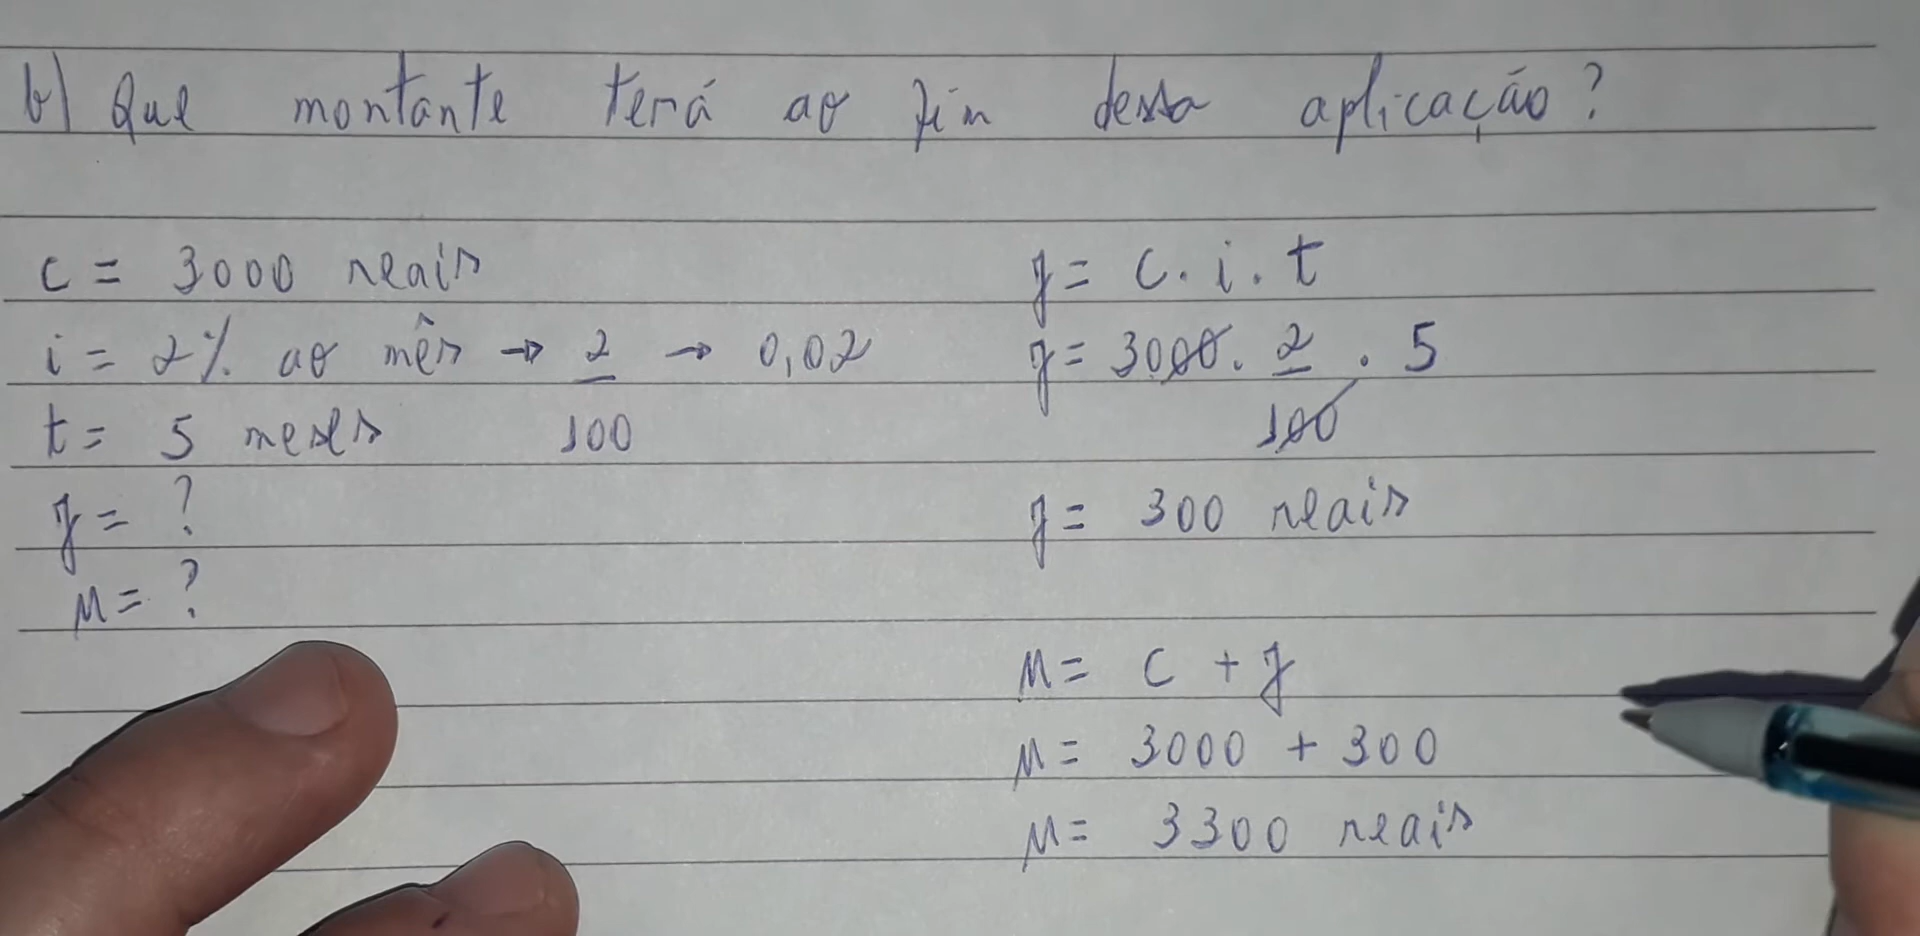 b) Que montante terá ao fim dessa aplicação?
c = 3000 reais
i = 2% ao mês → 2/100 → 0,02
t = 5 meses
j = ?
M = ?
j = c . i . t
j = 3000 . 2/100 . 5
j = 300 reais
M = c + j
M = 3000 + 300
M = 3300 reais